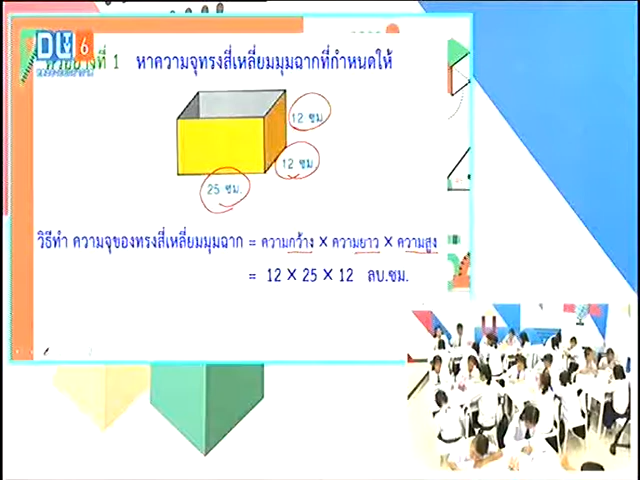 DLTV 6
ตัวอย่างที่ 1 หาความจุทรงสี่เหลี่ยมมุมฉากที่กำหนดให้
12 ซม
12 ซม.
25 ซม.
วิธีทำ ความจุของทรงสี่เหลี่ยมมุมฉาก = ความกว้าง × ความยาว × ความสูง
= 12 × 25 × 12 ลบ.ซม.